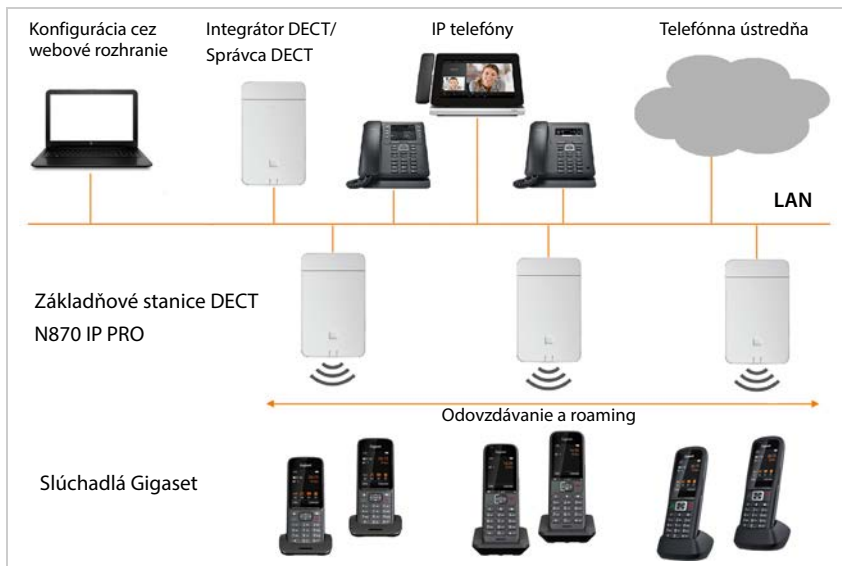 Konfigurácia cez
webové rozhranie
Integrátor DECT/
Správca DECT
IP telefóny
Telefónna ústredňa
LAN
Základňové stanice DECT
N870 IP PRO
Odovzdávanie a roaming
Slúchadlá Gigaset